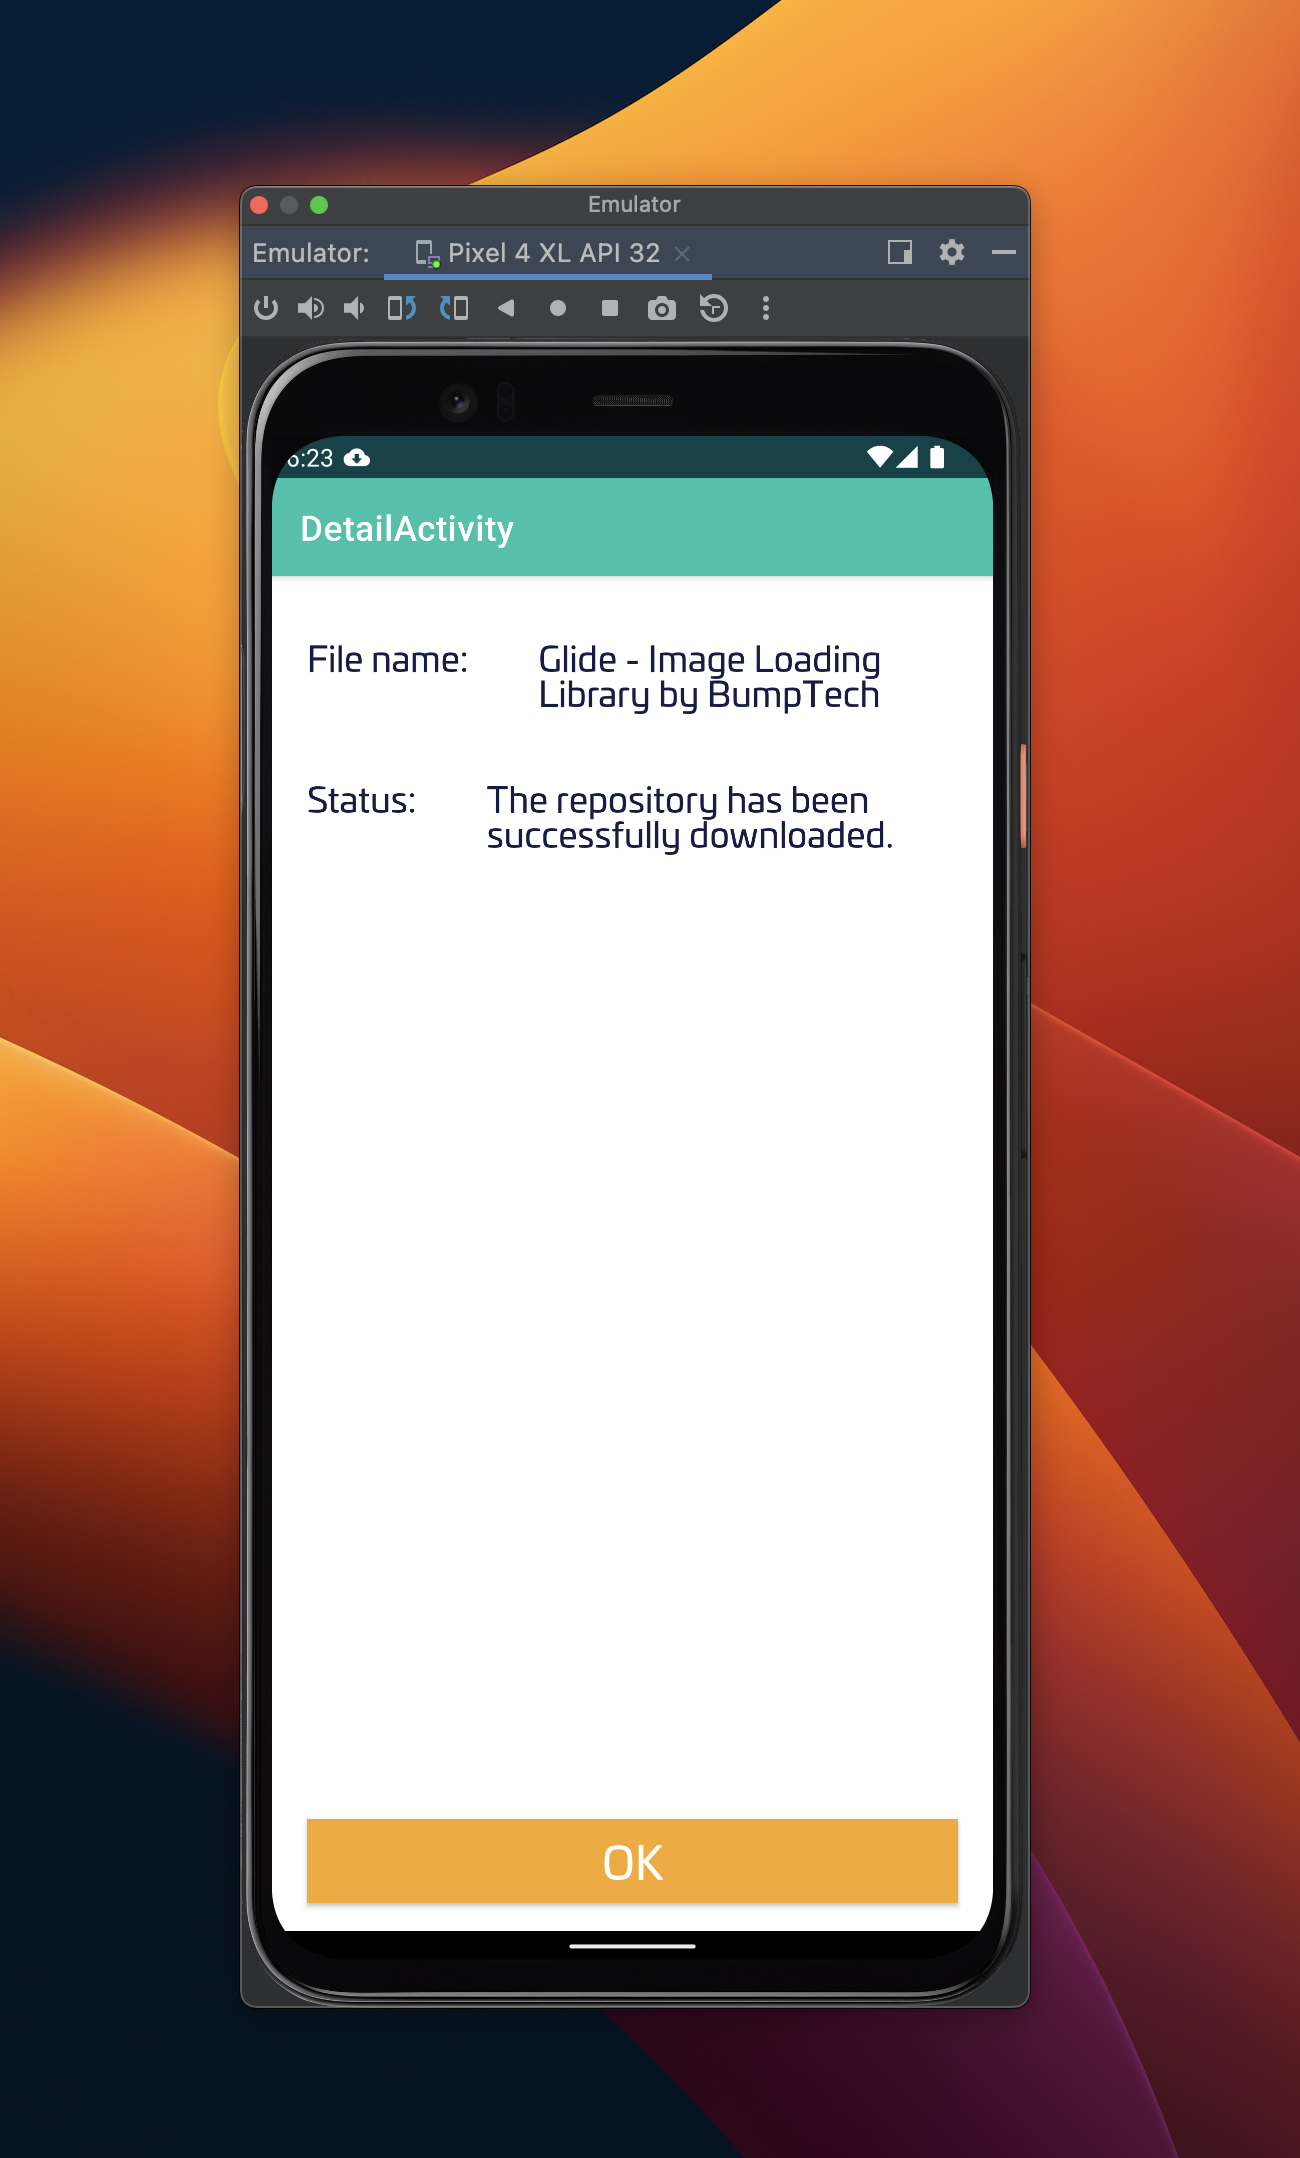 Emulator
Emulator: Pixel 4 XL API 32
6:23
DetailActivity
File name: Glide - Image Loading
Library by BumpTech
Status: The repository has been
successfully downloaded.
OK